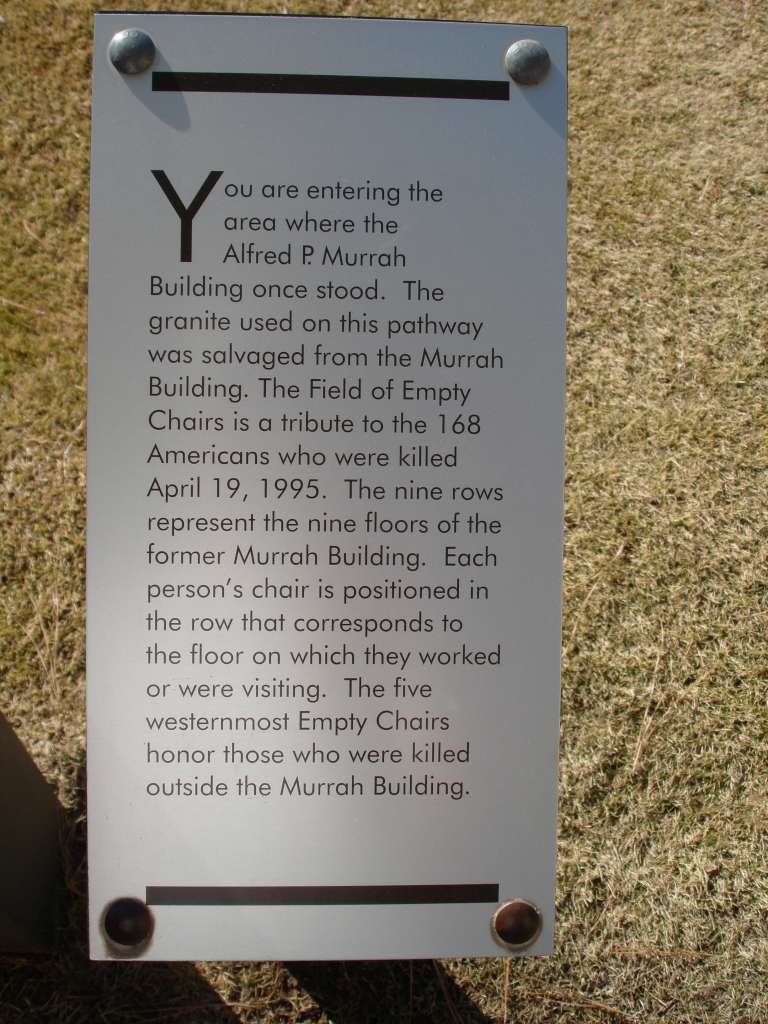 You are entering the
area where the
Alfred P. Murrah
Building once stood. The
granite used on this pathway
was salvaged from the Murrah
Building. The Field of Empty
Chairs is a tribute to the 168
Americans who were killed
April 19, 1995. The nine rows
represent the nine floors of the
former Murrah Building. Each
person's chair is positioned in
the row that corresponds to
the floor on which they worked
or were visiting. The five
westernmost Empty Chairs
honor those who were killed
outside the Murrah Building.